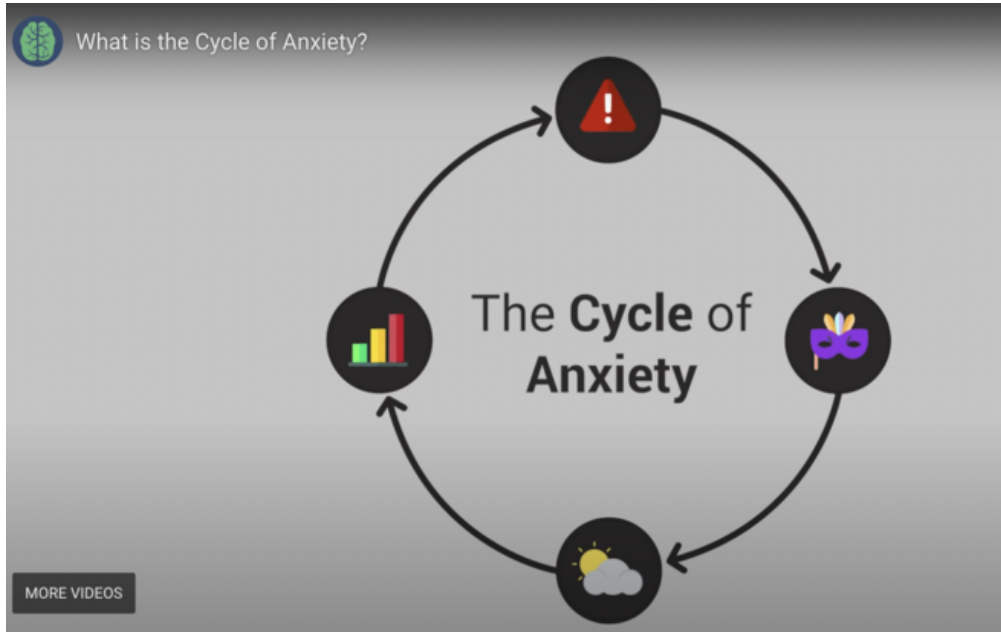 What is the Cycle of Anxiety?
The Cycle of
Anxiety
MORE VIDEOS